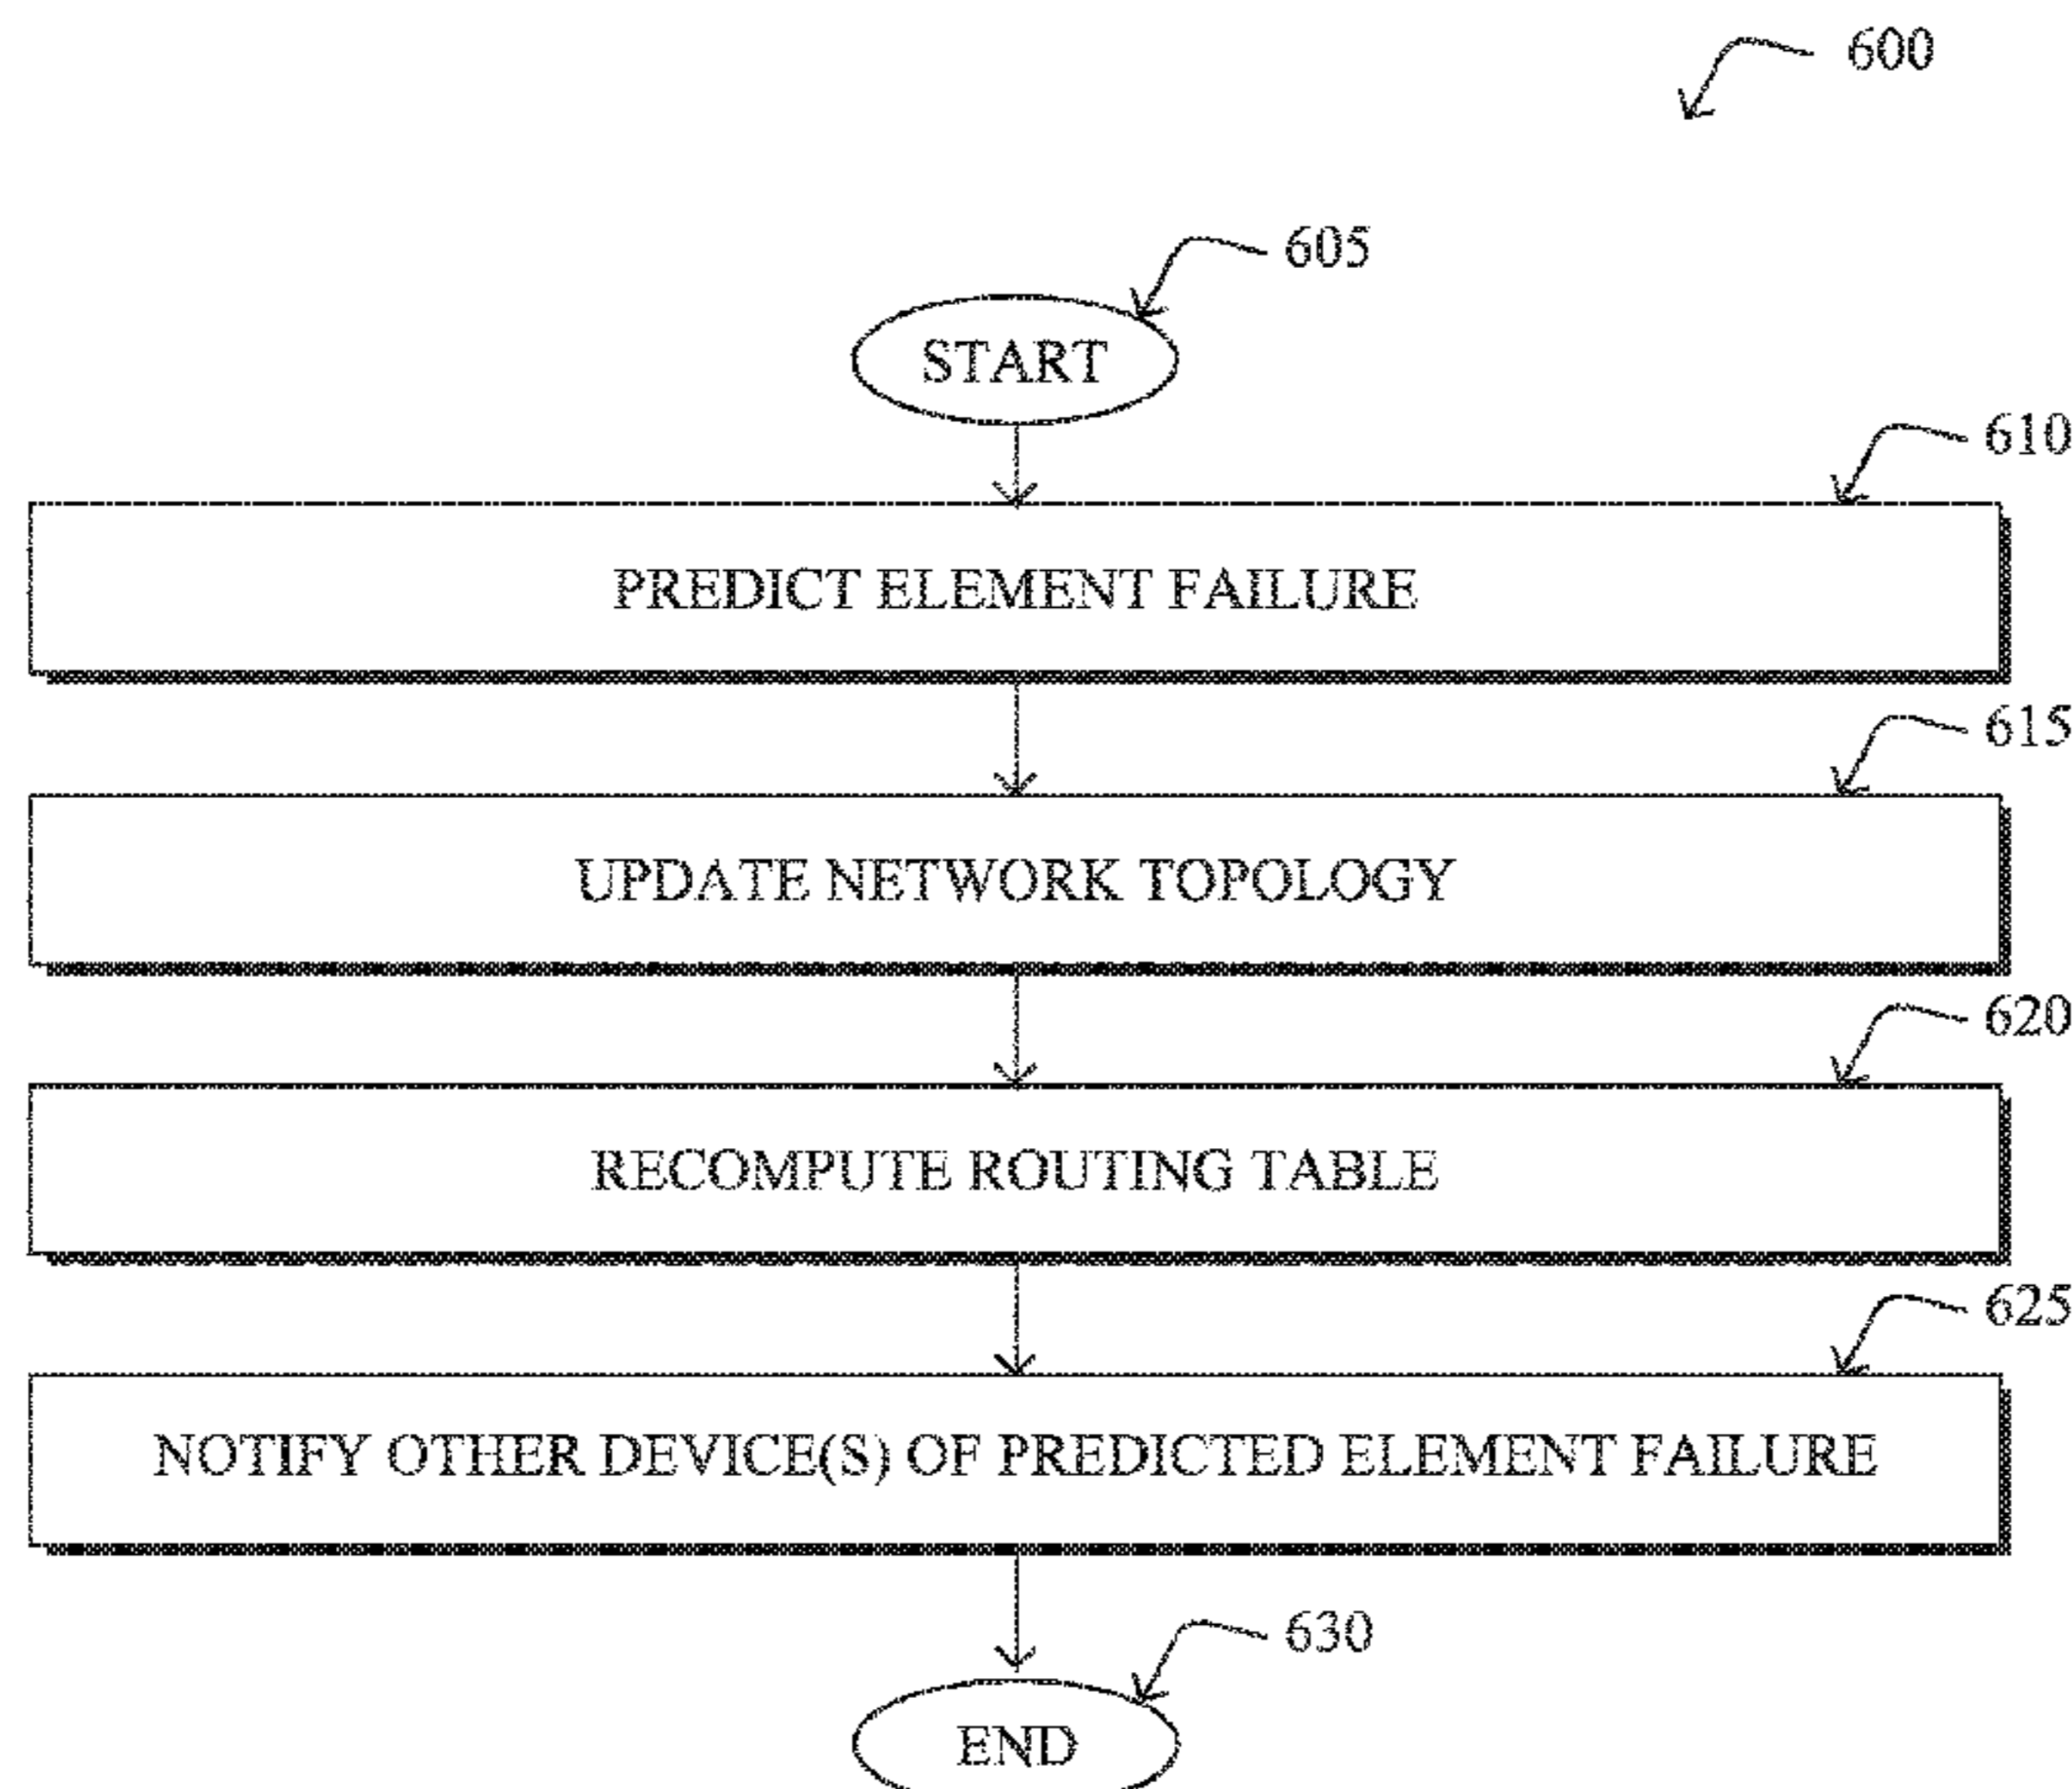 600
605
START
610
PREDICT ELEMENT FAILURE
615
UPDATE NETWORK TOPOLOGY
620
RECOMPUTE ROUTING TABLE
625
NOTIFY OTHER DEVICE(S) OF PREDICTED ELEMENT FAILURE
630
END